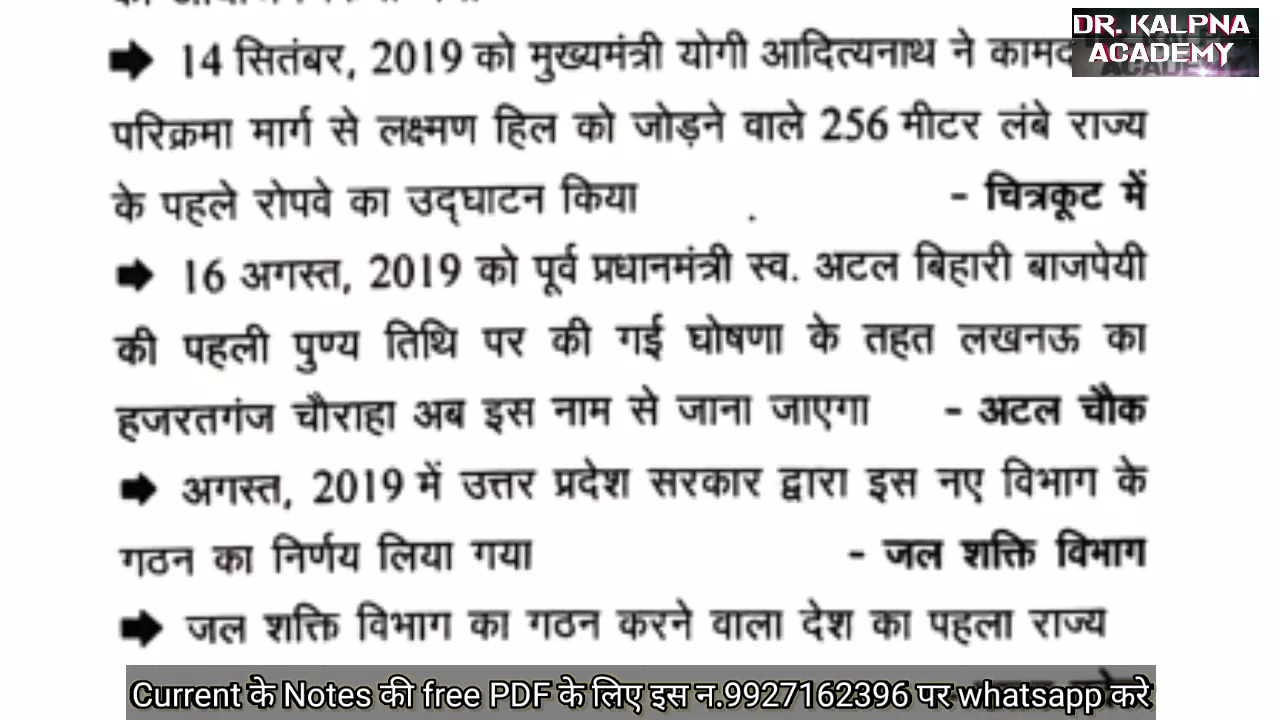 DR. KALPNA
ACADEMY
➡ 14 सितंबर, 2019 को मुख्यमंत्री योगी आदित्यनाथ ने कामद
परिक्रमा मार्ग से लक्ष्मण हिल को जोड़ने वाले 256 मीटर लंबे राज्य
के पहले रोपवे का उद्घाटन किया - चित्रकूट में
➡ 16 अगस्त, 2019 को पूर्व प्रधानमंत्री स्व. अटल बिहारी बाजपेयी
की पहली पुण्य तिथि पर की गई घोषणा के तहत लखनऊ का
हजरतगंज चौराहा अब इस नाम से जाना जाएगा - अटल चौक
➡ अगस्त, 2019 में उत्तर प्रदेश सरकार द्वारा इस नए विभाग के
गठन का निर्णय लिया गया - जल शक्ति विभाग
➡ जल शक्ति विभाग का गठन करने वाला देश का पहला राज्य
Current के Notes की free PDF के लिए इस न.9927162396 पर whatsapp करे